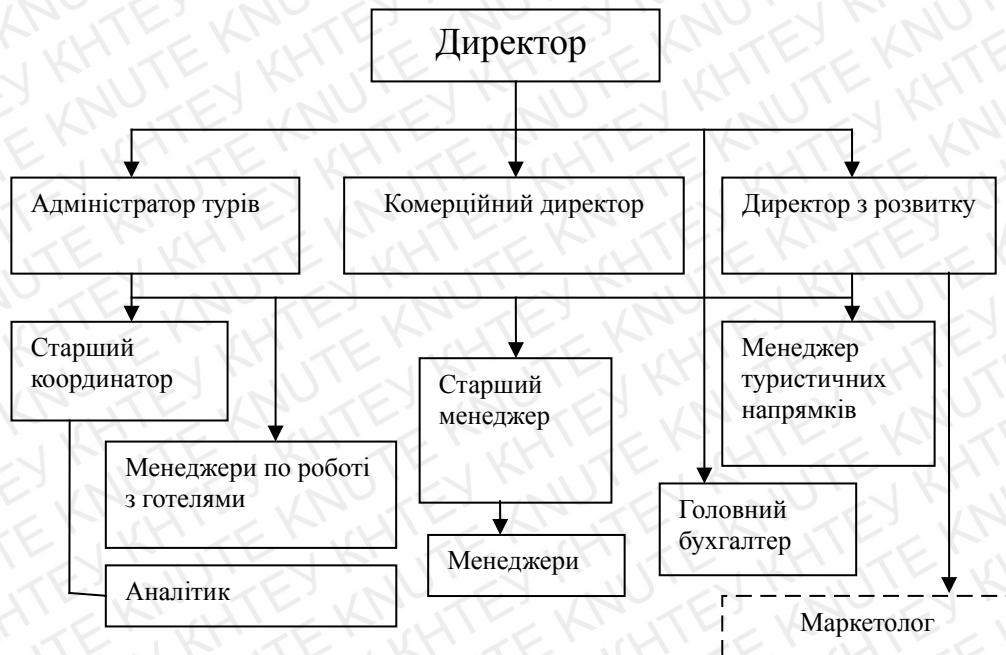 Директор
Адміністратор турів
Комерційний директор
Директор з розвитку
Старший
координатор
Старший
менеджер
Менеджер
туристичних
напрямків
Менеджери по роботі
з готелями
Головний
бухгалтер
Менеджери
Аналітик
Маркетолог